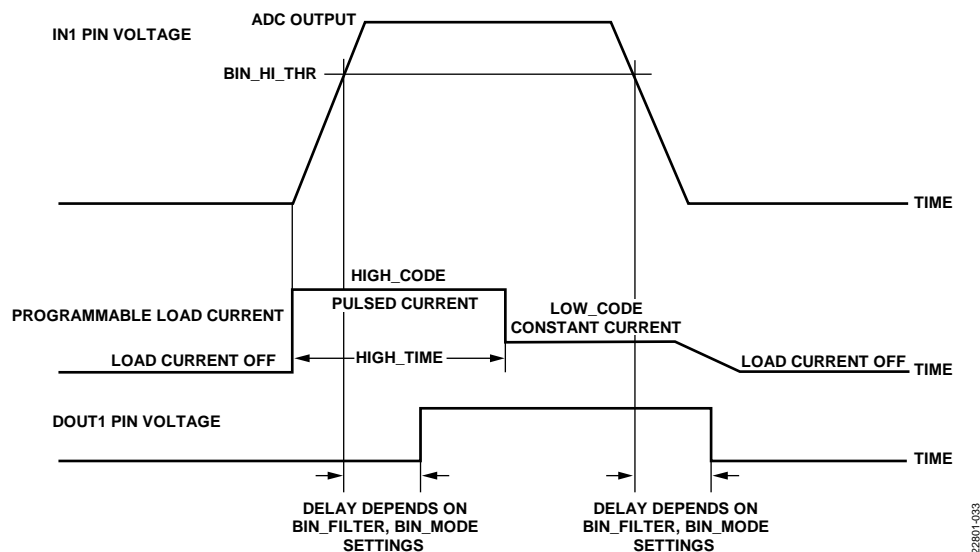 IN1 PIN VOLTAGE
ADC OUTPUT
BIN_HI_THR
TIME
HIGH_CODE
PULSED CURRENT
LOW_CODE
CONSTANT CURRENT
PROGRAMMABLE LOAD CURRENT
LOAD CURRENT OFF
HIGH_TIME
LOAD CURRENT OFF
TIME
DOUT1 PIN VOLTAGE
TIME
DELAY DEPENDS ON
BIN_FILTER, BIN_MODE
SETTINGS
DELAY DEPENDS ON
BIN_FILTER, BIN_MODE
SETTINGS
22801-033